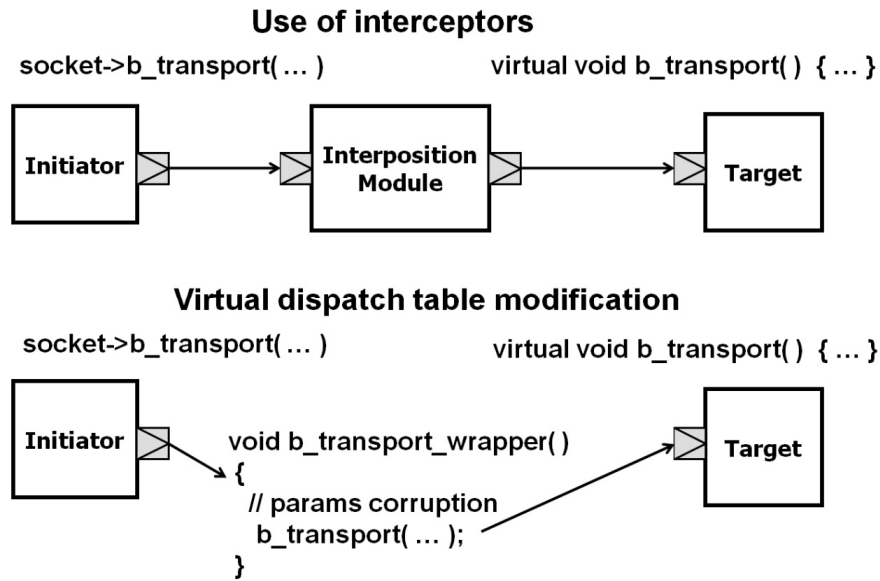 Use of interceptors
socket->b_transport( … )
virtual void b_transport( )  { … }
Initiator
Interposition
Module
Target
Virtual dispatch table modification
socket->b_transport( … )
virtual void b_transport( )  { … }
Initiator
void b_transport_wrapper( )
{
// params corruption
b_transport( … );
}
Target